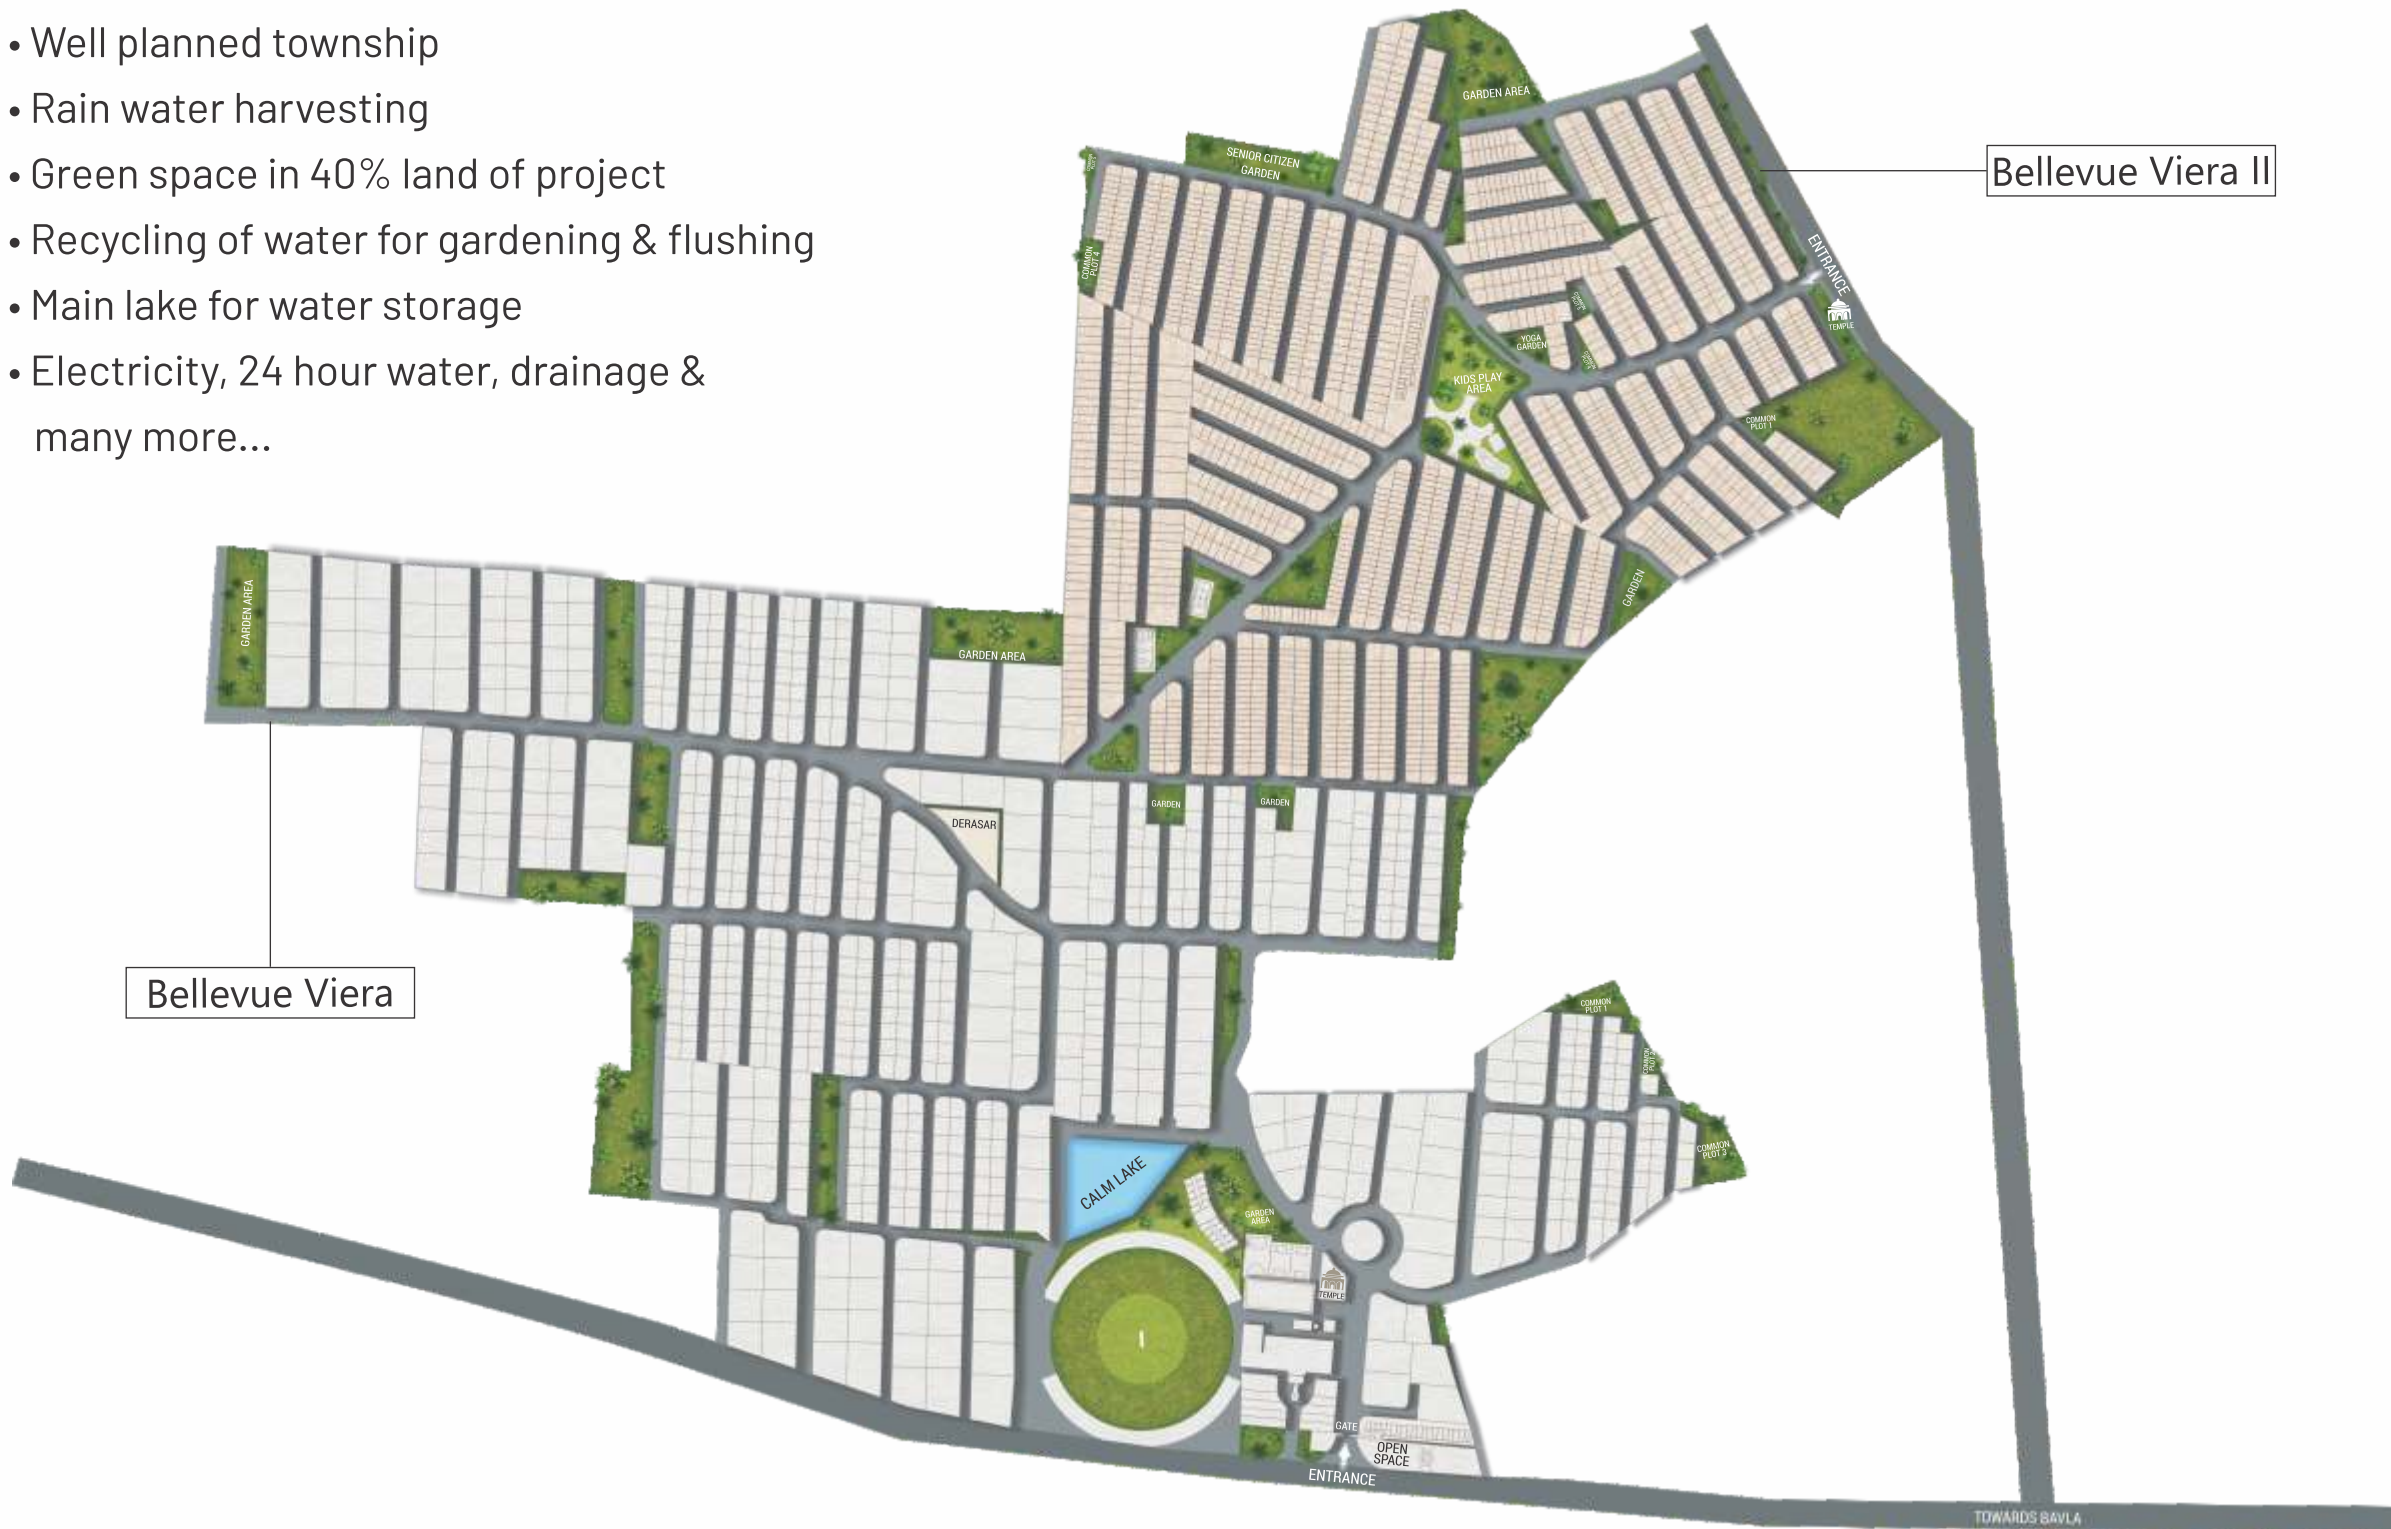 • Well planned township
• Rain water harvesting
• Green space in 40% land of project
• Recycling of water for gardening & flushing
• Main lake for water storage
• Electricity, 24 hour water, drainage &
many more...
GARDEN AREA
SENIOR CITIZEN
GARDEN
Bellevue Viera II
COMMON
PLOT 4
ENTRANCE
TEMPLE
YOGA
GARDEN
KIDS PLAY
AREA
COMMON
PLOT 1
GARDEN
GARDEN AREA
GARDEN AREA
GARDEN
GARDEN
DERASAR
Bellevue Viera
COMMON
PLOT 1
COMMON
PLOT 2
COMMON
PLOT 3
CALM LAKE
GARDEN
AREA
TEMPLE
GATE
OPEN
SPACE
ENTRANCE
TOWARDS BAVLA